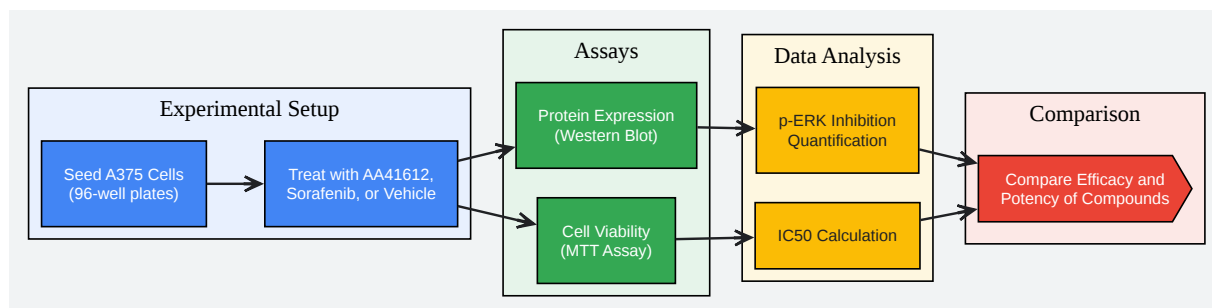 Experimental Setup
Seed A375 Cells
(96-well plates)
Treat with AA41612,
Sorafenib, or Vehicle
Assays
Protein Expression
(Western Blot)
Cell Viability
(MTT Assay)
Data Analysis
p-ERK Inhibition
Quantification
IC50 Calculation
Comparison
Compare Efficacy and
Potency of Compounds